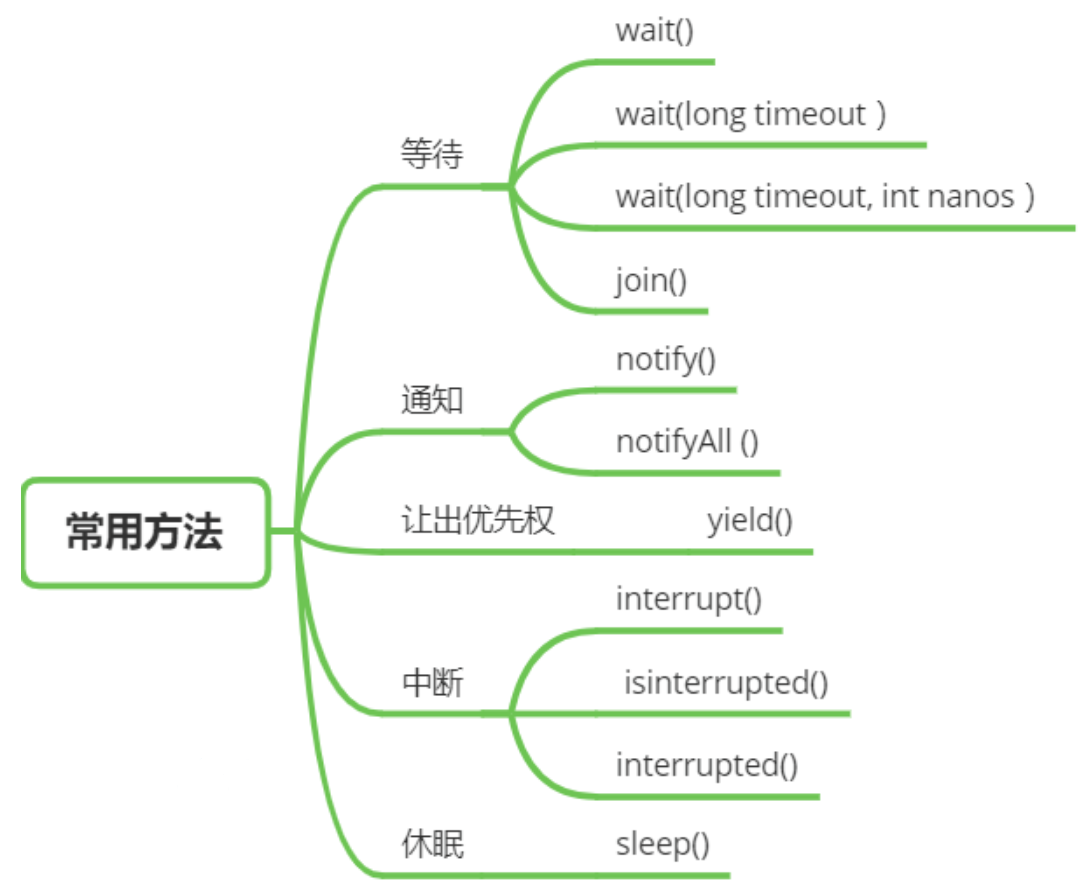 常用方法
等待
wait()
wait(long timeout )
wait(long timeout, int nanos )
join()
通知
notify()
notifyAll ()
让出优先权
yield()
中断
interrupt()
isinterrupted()
interrupted()
休眠
sleep()